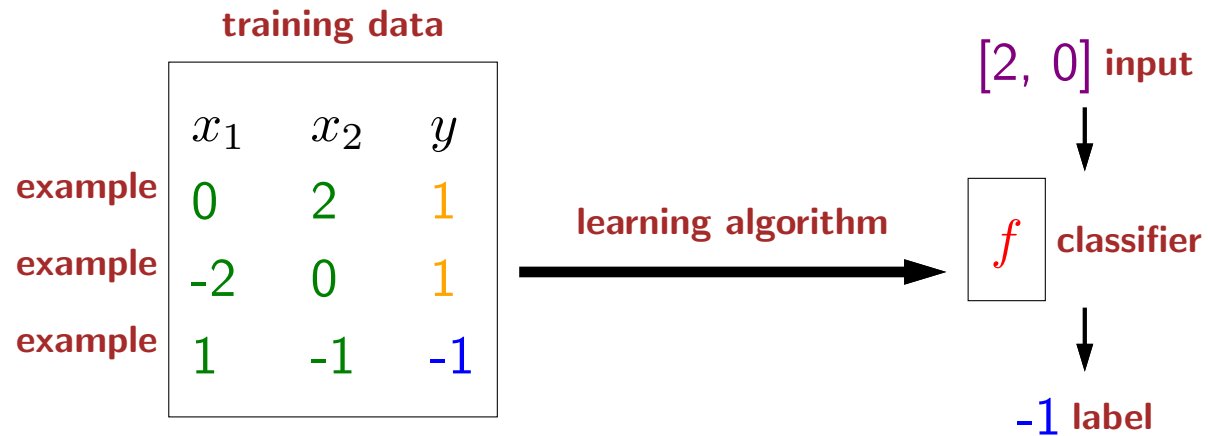 training data
x1 x2 y
example 0 2 1
example -2 0 1
example 1 -1 -1
learning algorithm
[2, 0] input
f classifier
-1 label